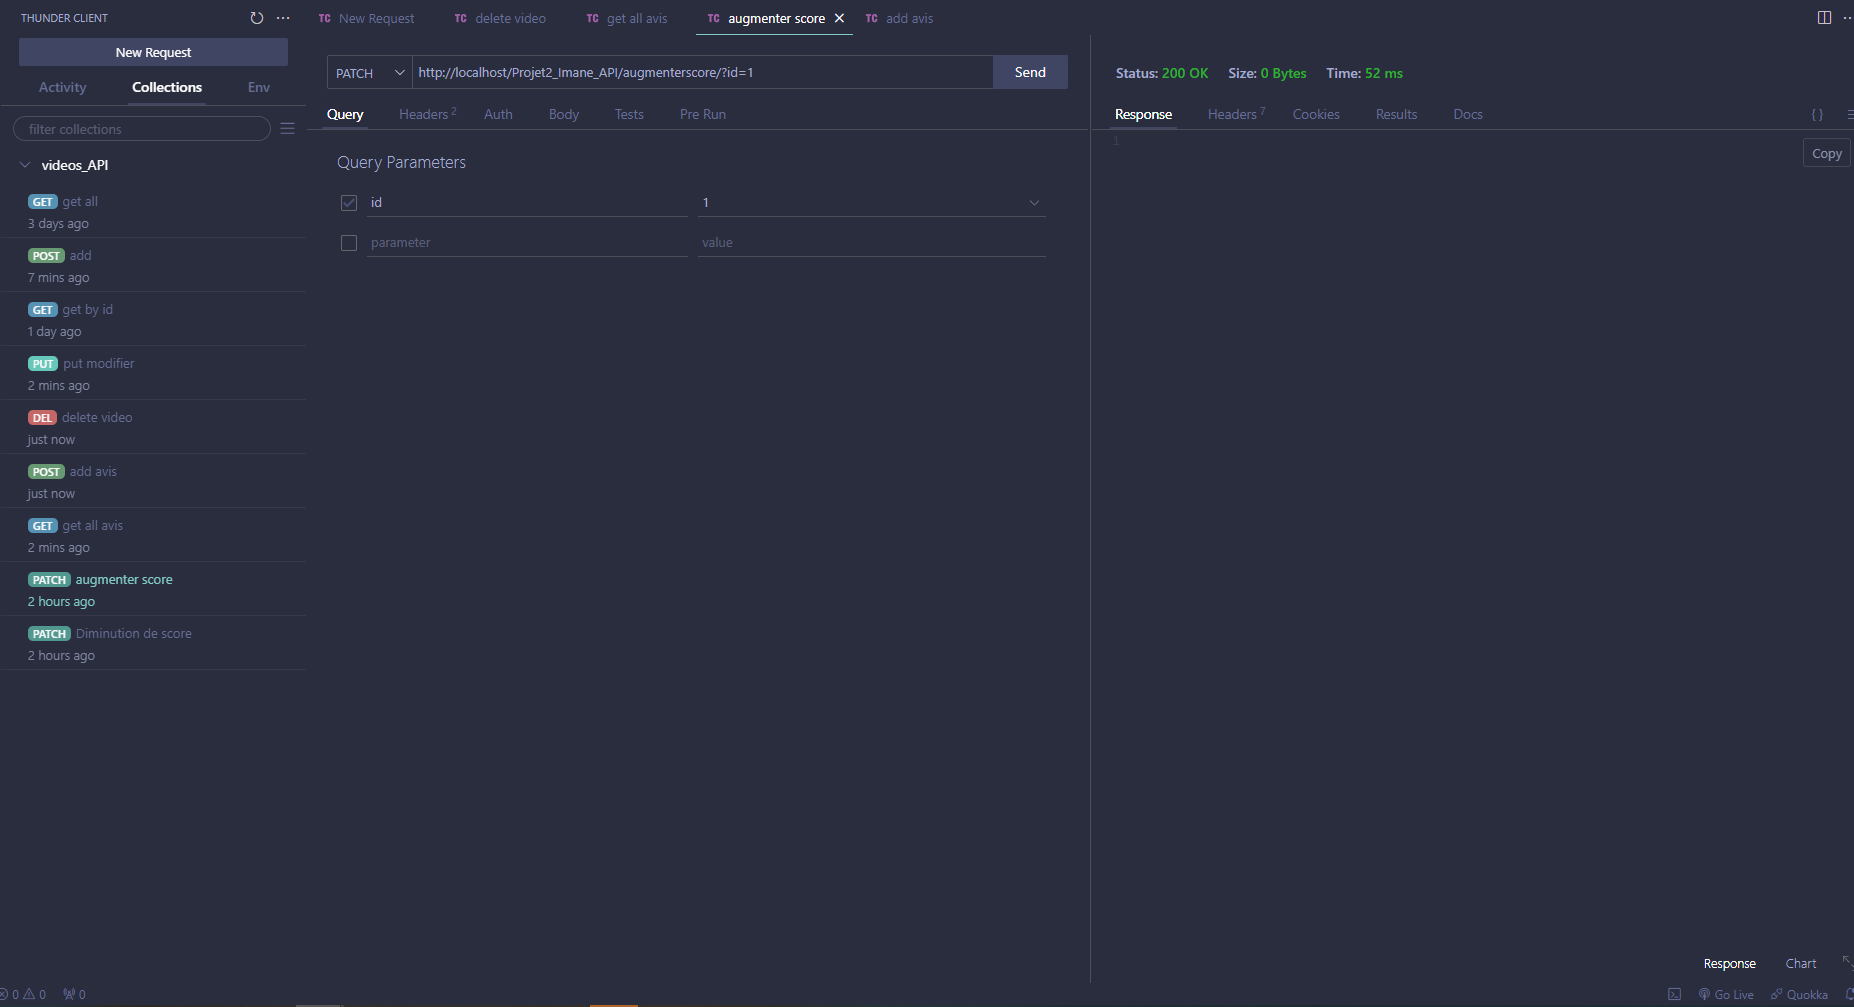 THUNDER CLIENT
New Request
Activity Collections Env
filter collections
videos_API
GET get all
3 days ago
POST add
7 mins ago
GET get by id
1 day ago
PUT put modifier
2 mins ago
DEL delete video
just now
POST add avis
just now
GET get all avis
2 mins ago
PATCH augmenter score
2 hours ago
PATCH Diminution de score
2 hours ago
TC New Request TC delete video TC get all avis TC augmenter score TC add avis
PATCH http://localhost/Projet2_Imane_API/augmenterscore/?id=1 Send
Query Headers 2 Auth Body Tests Pre Run
Query Parameters
id 1
parameter value
Status: 200 OK Size: 0 Bytes Time: 52 ms
Response Headers 7 Cookies Results Docs { }
1
Copy
Response Chart
0 0 0 Go Live Quokka